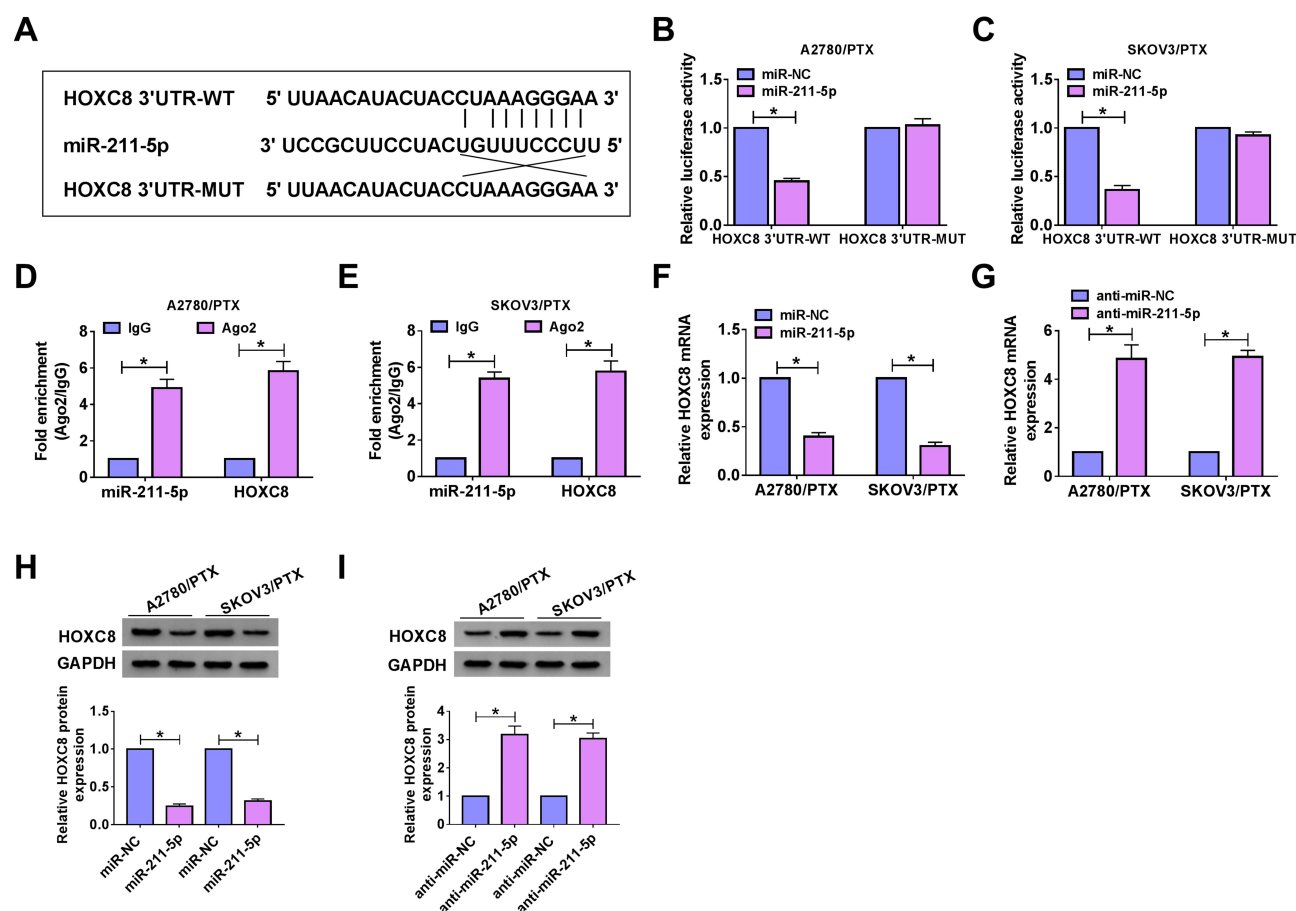 A
HOXC8 3'UTR-WT 5' UUAACAUACUACCUAAAGGGAA 3'
miR-211-5p 3' UCCGCUUCCUACUGUUUCCCUU 5'
HOXC8 3'UTR-MUT 5' UUAACAUACUACCUAAAGGGAA 3'
B
A2780/PTX
miR-NC
miR-211-5p
Relative luciferase activity
1.5
1.0
0.5
0.0
*
HOXC8 3'UTR-WT HOXC8 3'UTR-MUT
C
SKOV3/PTX
miR-NC
miR-211-5p
Relative luciferase activity
1.5
1.0
0.5
0.0
*
HOXC8 3'UTR-WT HOXC8 3'UTR-MUT
D
A2780/PTX
IgG Ago2
Fold enrichment
(Ago2/IgG)
8
6
4
2
0
* *
miR-211-5p HOXC8
E
SKOV3/PTX
IgG Ago2
Fold enrichment
(Ago2/IgG)
8
6
4
2
0
* *
miR-211-5p HOXC8
F
miR-NC
miR-211-5p
Relative HOXC8 mRNA
expression
1.5
1.0
0.5
0.0
* *
A2780/PTX SKOV3/PTX
G
anti-miR-NC
anti-miR-211-5p
Relative HOXC8 mRNA
expression
6
4
2
0
* *
A2780/PTX SKOV3/PTX
H
A2780/PTX SKOV3/PTX
HOXC8
GAPDH
Relative HOXC8 protein
expression
1.5
1.0
0.5
0.0
* *
miR-NC miR-211-5p miR-NC miR-211-5p
I
A2780/PTX SKOV3/PTX
HOXC8
GAPDH
Relative HOXC8 protein
expression
4
3
2
1
0
* *
anti-miR-NC anti-miR-211-5p anti-miR-NC anti-miR-211-5p